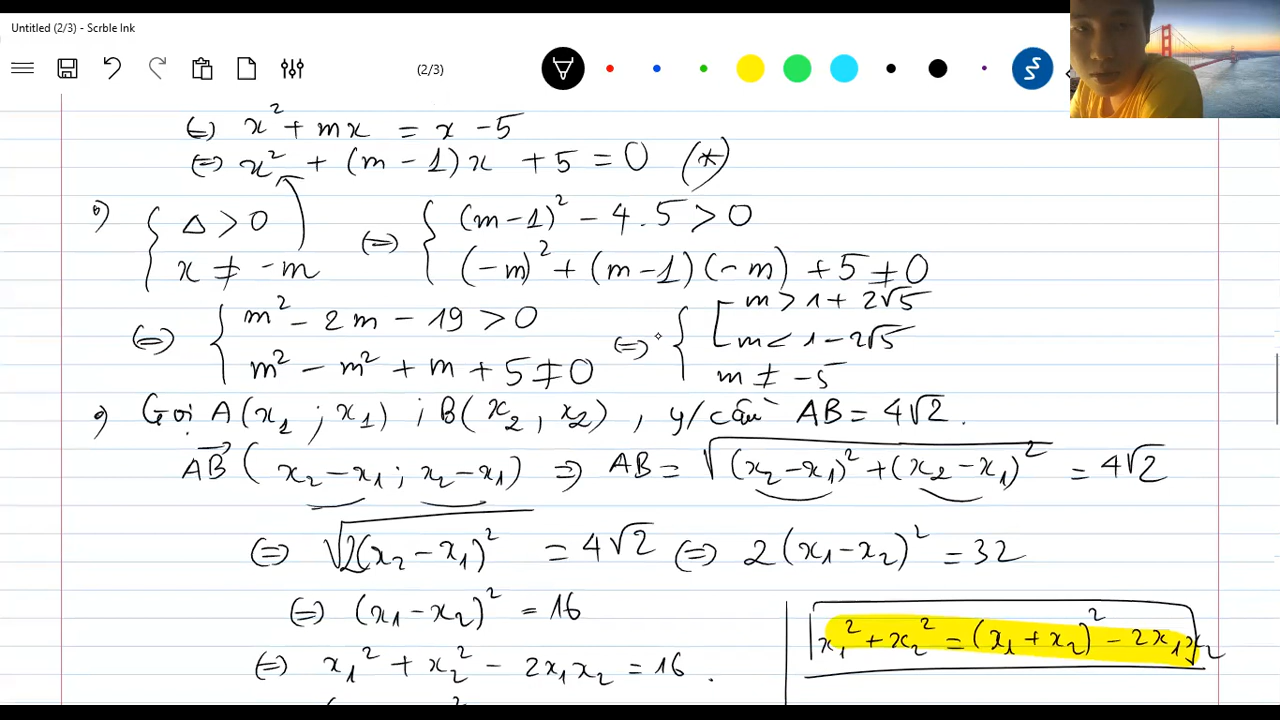 Untitled (2/3) - Scrble Ink
(2/3)
⇔ x² + mx = x - 5
⇔ x² + (m - 1)x + 5 = 0 (*)
{ Δ > 0 ⇔ { (m - 1)² - 4.5 > 0
x ≠ -m (-m)² + (m - 1)(-m) + 5 ≠ 0
⇔ { m² - 2m - 19 > 0 ⇔ { [ m > 1 + 2√5
m < 1 - 2√5
m² - m² + m + 5 ≠ 0 m ≠ -5
Gọi A(x₁ ; x₁) ; B(x₂ , x₂) , y/cầu AB = 4√2.
AB→ ( x₂ - x₁ ; x₂ - x₁) ⇒ AB = √((x₂ - x₁)² + (x₂ - x₁)²) = 4√2
⇔ √(2(x₂ - x₁)²) = 4√2 ⇔ 2(x₁ - x₂)² = 32
⇔ (x₁ - x₂)² = 16
x₁² + x₂² = (x₁ + x₂)² - 2x₁x₂
⇔ x₁² + x₂² - 2x₁x₂ = 16 .